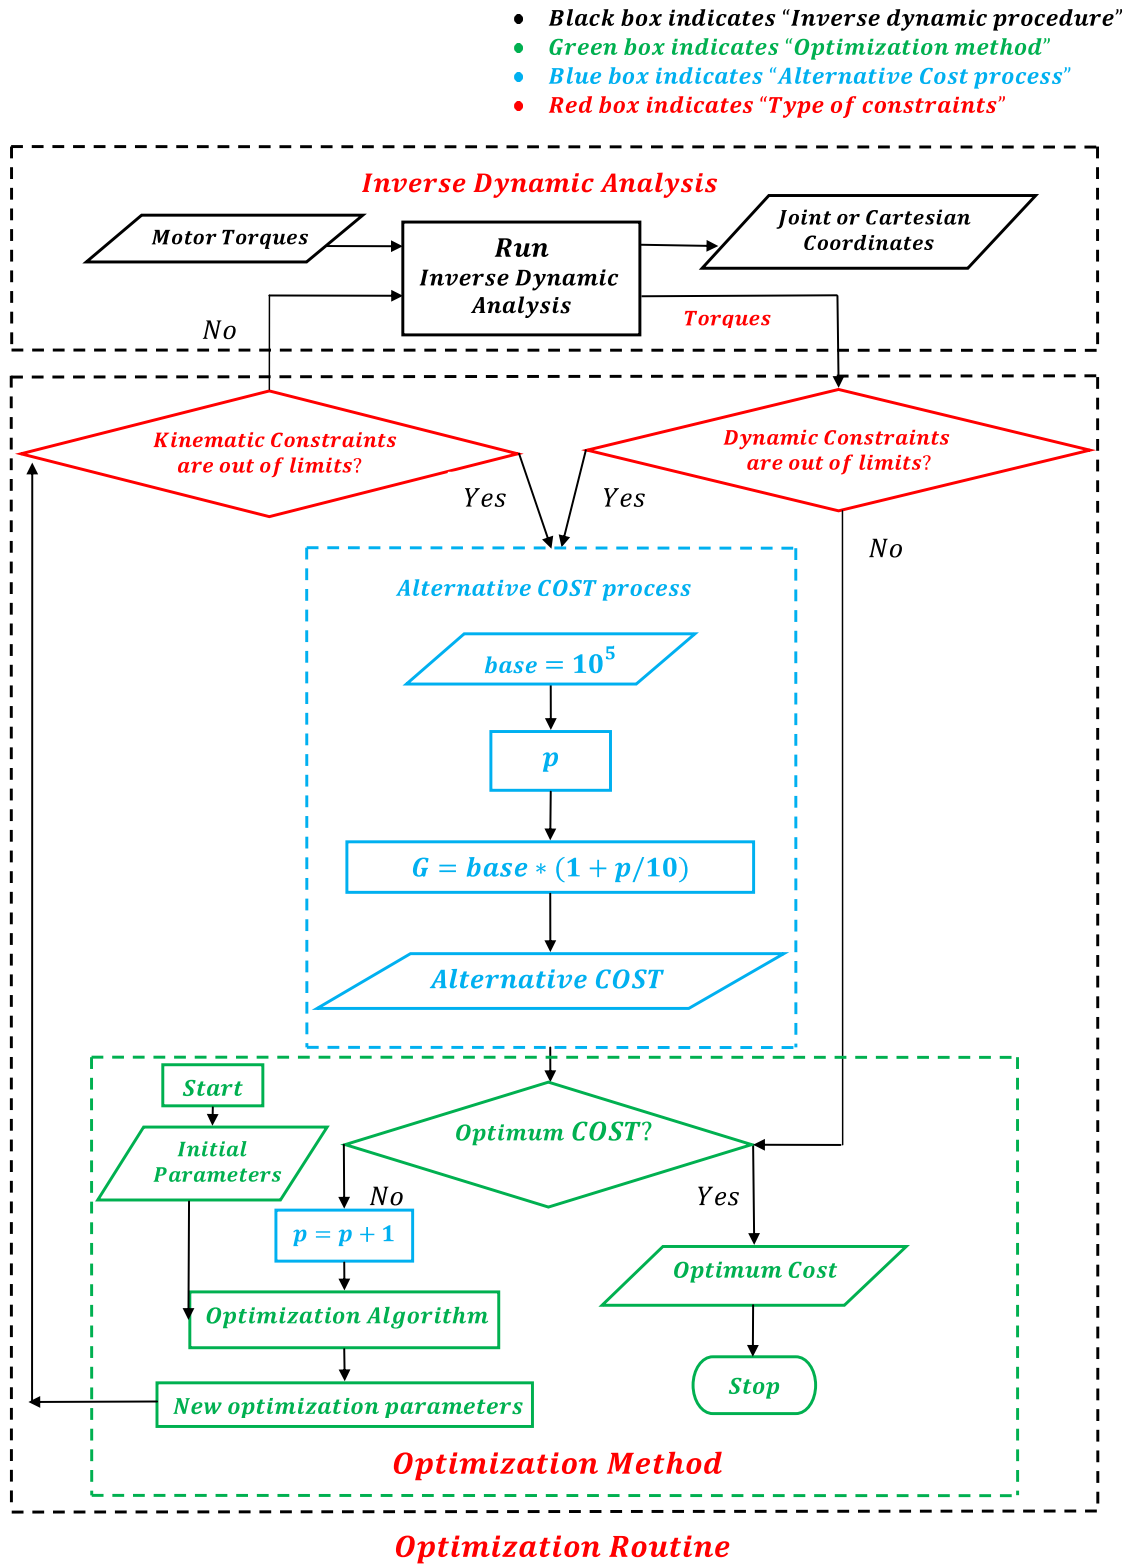 ● Black box indicates “Inverse dynamic procedure”
● Green box indicates “Optimization method”
● Blue box indicates “Alternative Cost process”
● Red box indicates “Type of constraints”
Inverse Dynamic Analysis
Motor Torques
Run
Inverse Dynamic
Analysis
Joint or Cartesian
Coordinates
Torques
No
Kinematic Constraints
are out of limits?
Dynamic Constraints
are out of limits?
Yes
Yes
No
Alternative COST process
base = 10⁵
p
G = base * (1 + p/10)
Alternative COST
Start
Initial
Parameters
Optimum COST?
No
Yes
p = p + 1
Optimum Cost
Optimization Algorithm
Stop
New optimization parameters
Optimization Method
Optimization Routine